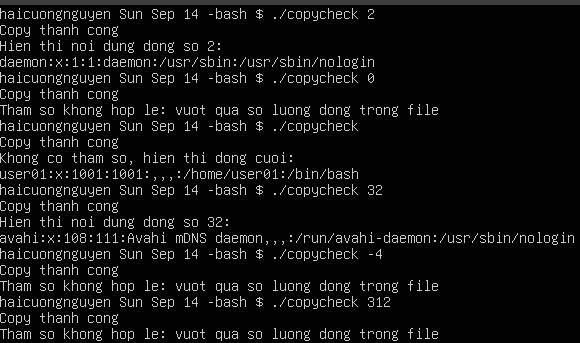 haicuongnguyen Sun Sep 14 -bash $ ./copycheck 2
Copy thanh cong
Hien thi noi dung dong so 2:
daemon:x:1:1:daemon:/usr/sbin:/usr/sbin/nologin
haicuongnguyen Sun Sep 14 -bash $ ./copycheck 0
Copy thanh cong
Tham so khong hop le: vuot qua so luong dong trong file
haicuongnguyen Sun Sep 14 -bash $ ./copycheck
Copy thanh cong
Khong co tham so, hien thi dong cuoi:
user01:x:1001:1001:,,,:/home/user01:/bin/bash
haicuongnguyen Sun Sep 14 -bash $ ./copycheck 32
Copy thanh cong
Hien thi noi dung dong so 32:
avahi:x:108:111:Avahi mDNS daemon,,,:/run/avahi-daemon:/usr/sbin/nologin
haicuongnguyen Sun Sep 14 -bash $ ./copycheck -4
Copy thanh cong
Tham so khong hop le: vuot qua so luong dong trong file
haicuongnguyen Sun Sep 14 -bash $ ./copycheck 312
Copy thanh cong
Tham so khong hop le: vuot qua so luong dong trong file